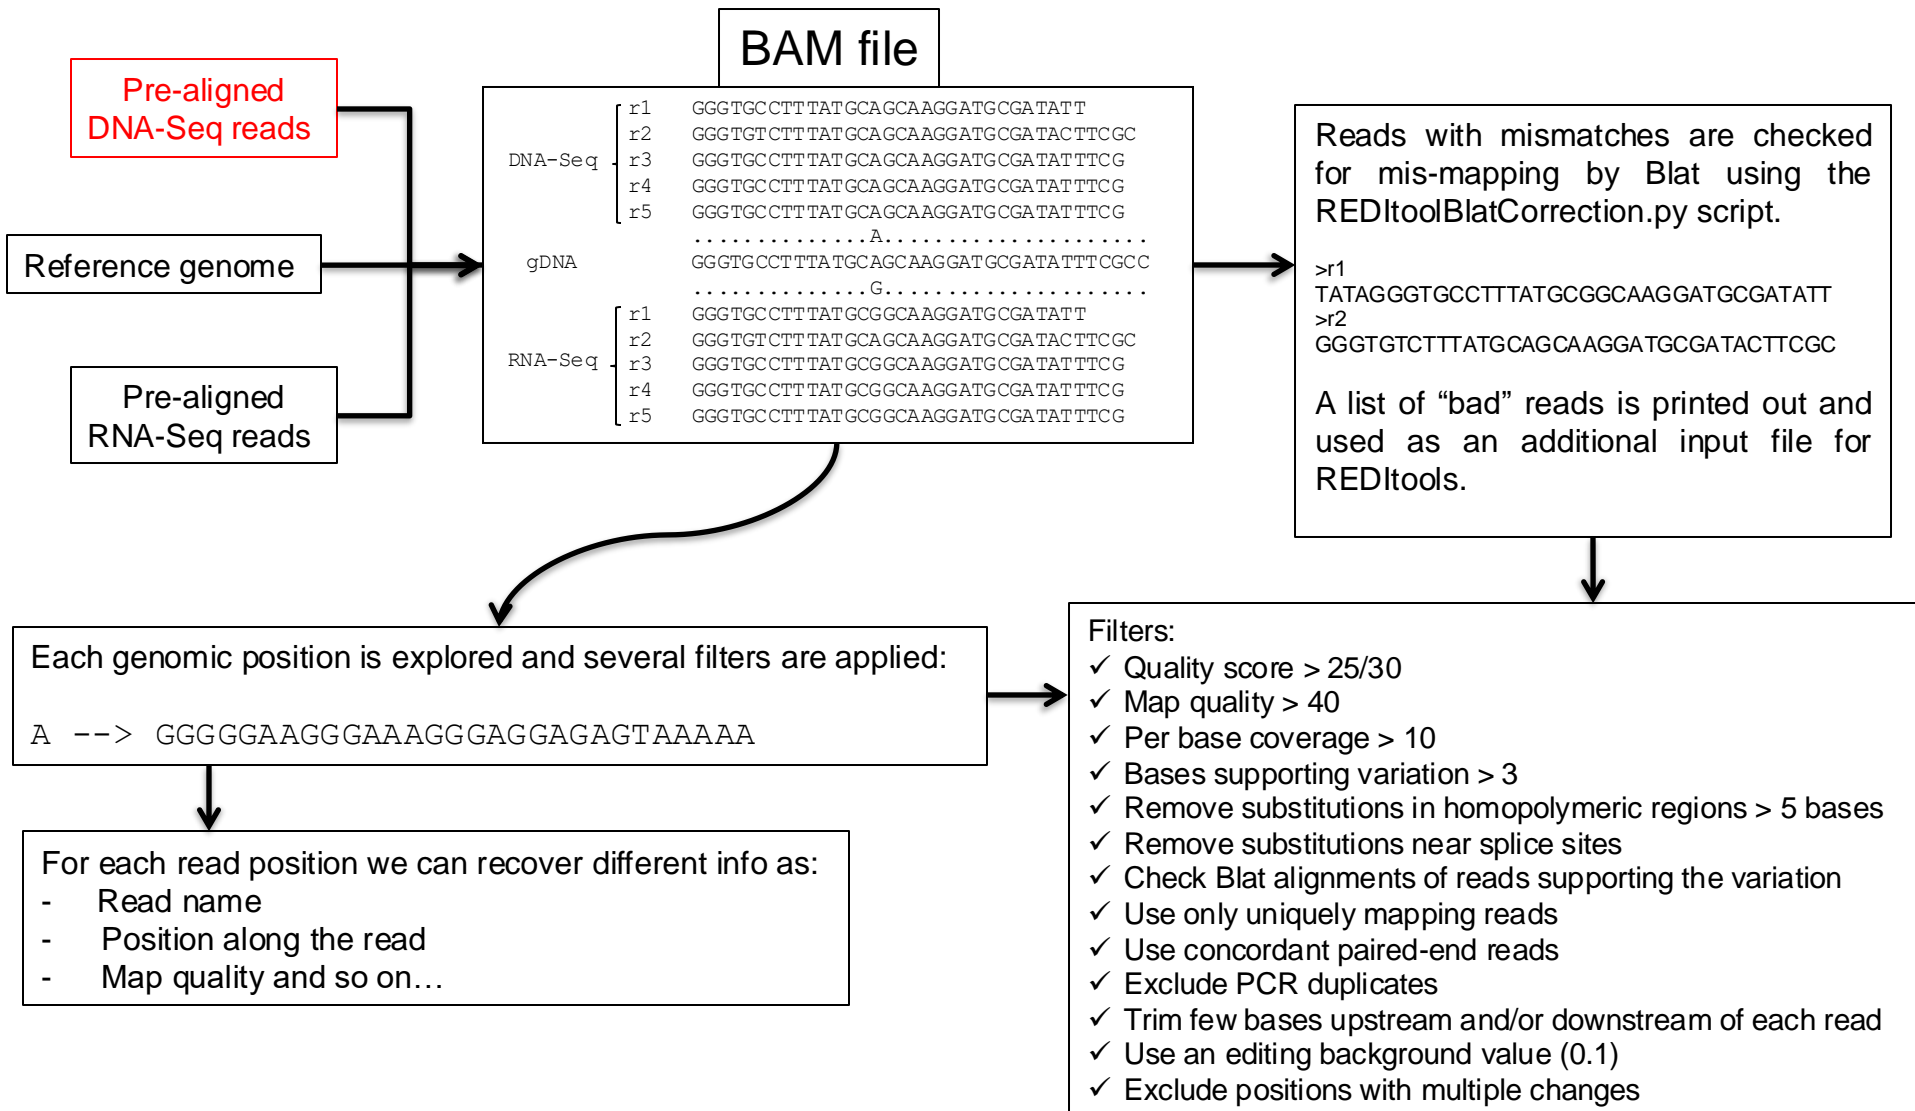 BAM file
Pre-aligned
DNA-Seq reads
Reference genome
Pre-aligned
RNA-Seq reads
DNA-Seq
r1 GGGTGCCTTTATGCAGCAAGGATGCGATATT
r2 GGGTGTCTTTATGCAGCAAGGATGCGATACTTCGC
r3 GGGTGCCTTTATGCAGCAAGGATGCGATATTTCG
r4 GGGTGCCTTTATGCAGCAAGGATGCGATATTTCG
r5 GGGTGCCTTTATGCAGCAAGGATGCGATATTTCG
..............A.....................
gDNA GGGTGCCTTTATGCAGCAAGGATGCGATATTTCGCC
..............G.....................
RNA-Seq
r1 GGGTGCCTTTATGCGGCAAGGATGCGATATT
r2 GGGTGTCTTTATGCAGCAAGGATGCGATACTTCGC
r3 GGGTGCCTTTATGCGGCAAGGATGCGATATTTCG
r4 GGGTGCCTTTATGCGGCAAGGATGCGATATTTCG
r5 GGGTGCCTTTATGCGGCAAGGATGCGATATTTCG
Reads with mismatches are checked
for mis-mapping by Blat using the
REDItoolBlatCorrection.py script.
>r1
TATAGGGTGCCTTTATGCGGCAAGGATGCGATATT
>r2
GGGTGTCTTTATGCAGCAAGGATGCGATACTTCGC
A list of “bad” reads is printed out and
used as an additional input file for
REDItools.
Each genomic position is explored and several filters are applied:
A --> GGGGGAAGGGAAAGGGAGGAGAGTAAAAA
For each read position we can recover different info as:
- Read name
- Position along the read
- Map quality and so on…
Filters:
✓ Quality score > 25/30
✓ Map quality > 40
✓ Per base coverage > 10
✓ Bases supporting variation > 3
✓ Remove substitutions in homopolymeric regions > 5 bases
✓ Remove substitutions near splice sites
✓ Check Blat alignments of reads supporting the variation
✓ Use only uniquely mapping reads
✓ Use concordant paired-end reads
✓ Exclude PCR duplicates
✓ Trim few bases upstream and/or downstream of each read
✓ Use an editing background value (0.1)
✓ Exclude positions with multiple changes